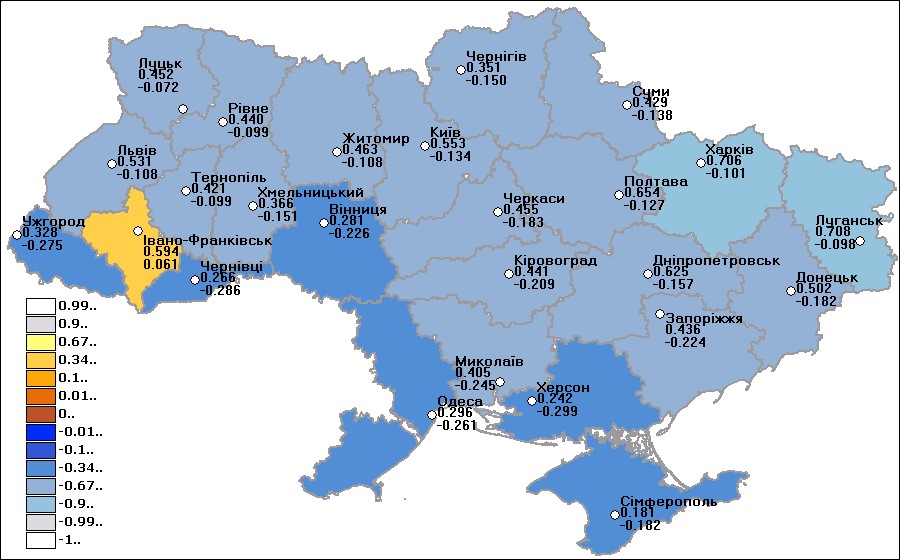 Чернігів
0.351
-0.150
Луцьк
0.452
-0.072
Суми
0.429
-0.138
Рівне
0.440
-0.099
Житомир
0.463
-0.108
Київ
0.553
-0.134
Харків
0.706
-0.101
Львів
0.531
-0.108
Тернопіль
0.421
-0.099
Хмельницький
0.366
-0.151
Вінниця
0.281
-0.226
Черкаси
0.455
-0.183
Полтава
0.654
-0.127
Луганськ
0.708
-0.098
Ужгород
0.328
-0.275
Івано-Франківськ
0.594
0.061
Чернівці
0.266
-0.286
Кіровоград
0.441
-0.209
Дніпропетровськ
0.625
-0.157
Донецьк
0.502
-0.182
Запоріжжя
0.436
-0.224
Миколаїв
0.405
-0.245
Херсон
0.242
-0.299
Одеса
0.296
-0.261
Сімферополь
0.181
-0.182
0.99..
0.9..
0.67..
0.34..
0.1..
0.01..
0..
-0.01..
-0.1..
-0.34..
-0.67..
-0.9..
-0.99..
-1..